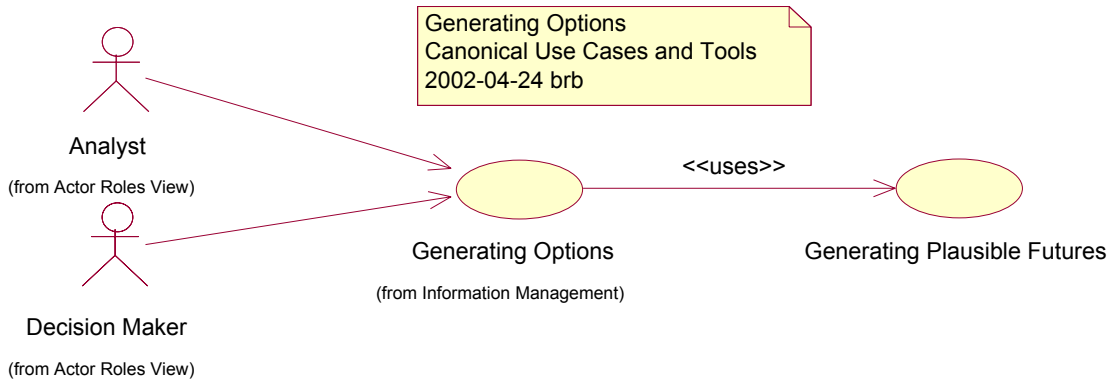 Generating Options
Canonical Use Cases and Tools
2002-04-24 brb
Analyst
(from Actor Roles View)
<<uses>>
Generating Options
(from Information Management)
Generating Plausible Futures
Decision Maker
(from Actor Roles View)